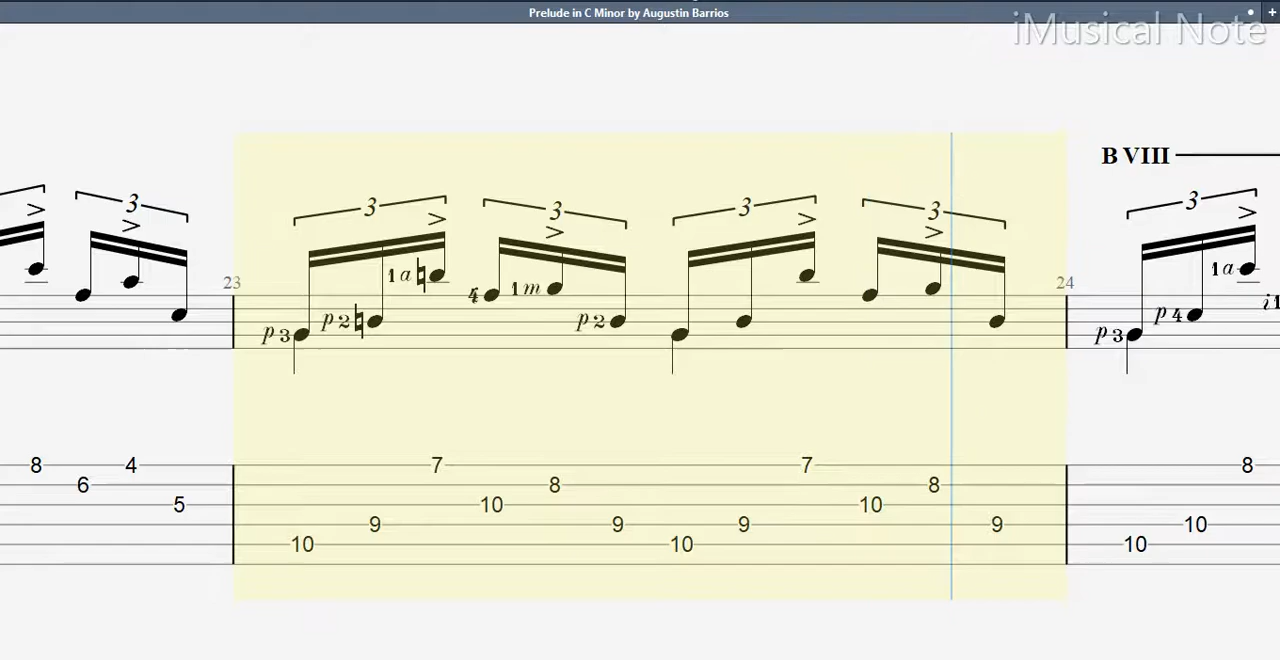 Prelude in C Minor by Augustin Barrios
+
iMusical Note
B VIII
3 3 3 3 3 3
23 24
1 a 4 1 m 1 a
p 3 p 2 p 2 p 3 p 4 i1
8 4 7 7 8
6 8 8
5 10 10
9 9 9 9 10
10 10 10